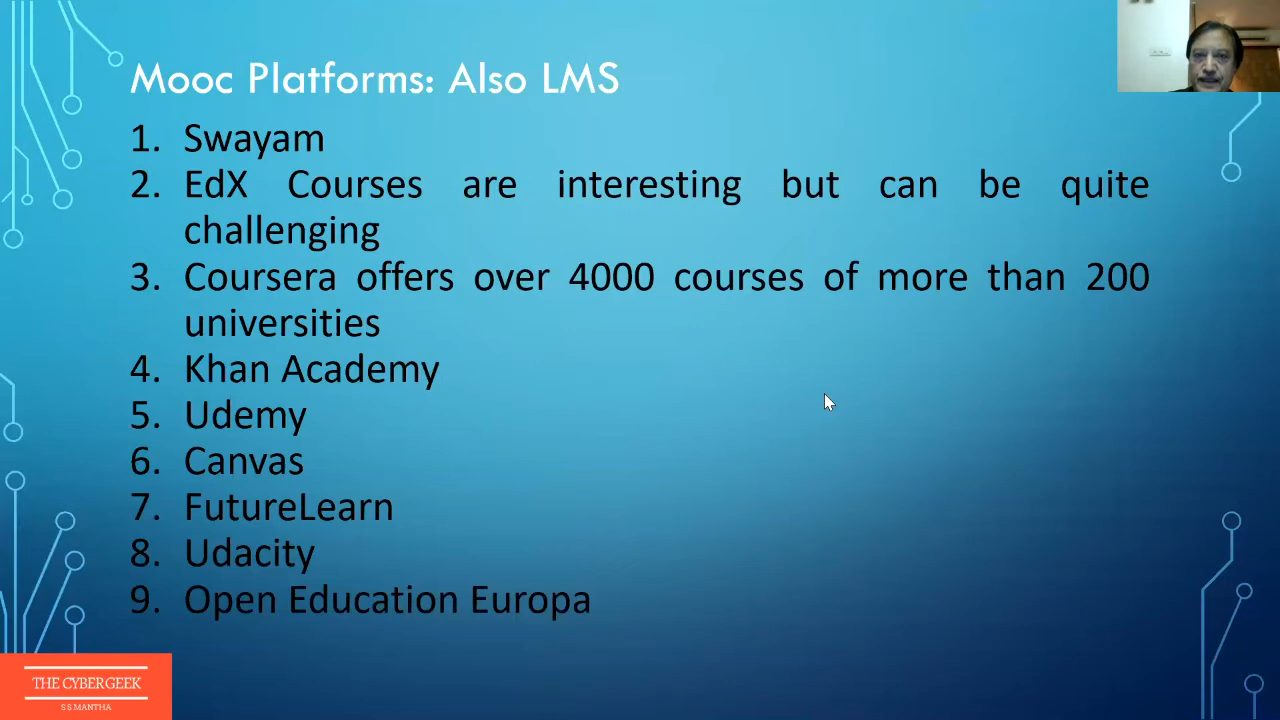 Mooc Platforms: Also LMS
1. Swayam
2. EdX Courses are interesting but can be quite
challenging
3. Coursera offers over 4000 courses of more than 200
universities
4. Khan Academy
5. Udemy
6. Canvas
7. FutureLearn
8. Udacity
9. Open Education Europa
THE CYBERGEEK
S S MANTHA